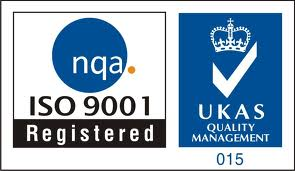 nqa.
ISO 9001
Registered
UKAS
QUALITY
MANAGEMENT
015